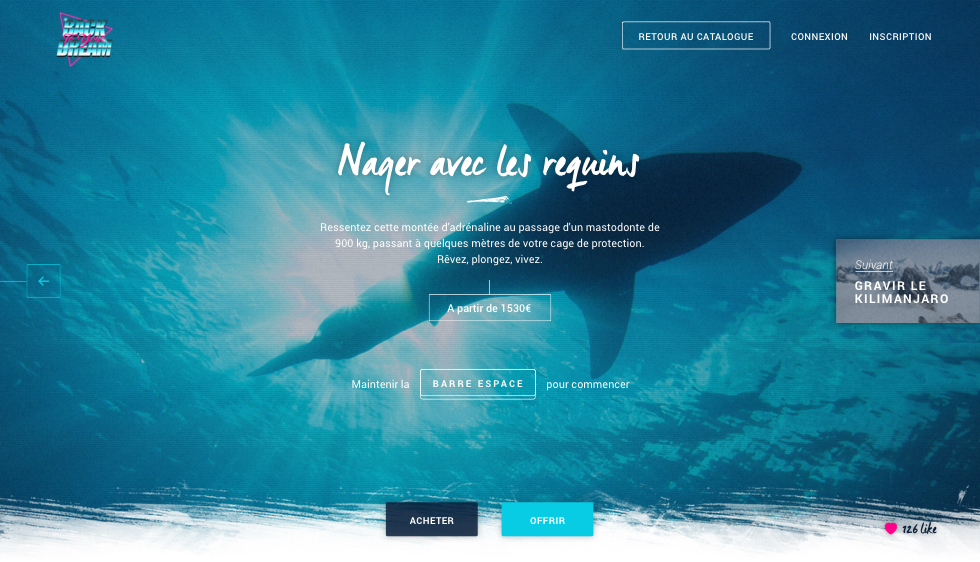 BACK
DREAM
RETOUR AU CATALOGUE
CONNEXION
INSCRIPTION
Nager avec les requins
Ressentez cette montée d'adrénaline au passage d'un mastodonte de
900 kg, passant à quelques mètres de votre cage de protection.
Rêvez, plongez, vivez.
Suivant
GRAVIR LE
KILIMANJARO
A partir de 1530€
Maintenir la BARRE ESPACE pour commencer
ACHETER
OFFRIR
126 like